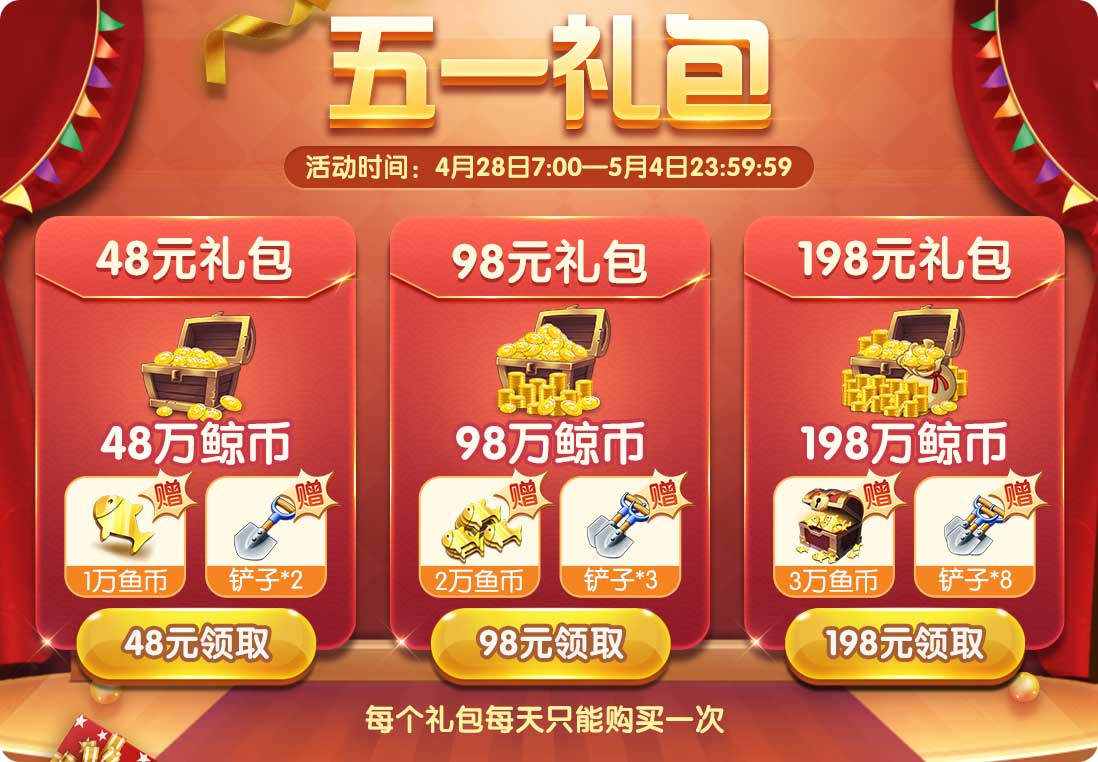 五一礼包
活动时间：4月28日7:00—5月4日23:59:59
48元礼包
48万鲸币
赠
1万鱼币
赠
铲子*2
48元领取
98元礼包
98万鲸币
赠
2万鱼币
赠
铲子*3
98元领取
198元礼包
198万鲸币
赠
3万鱼币
赠
铲子*8
198元领取
每个礼包每天只能购买一次